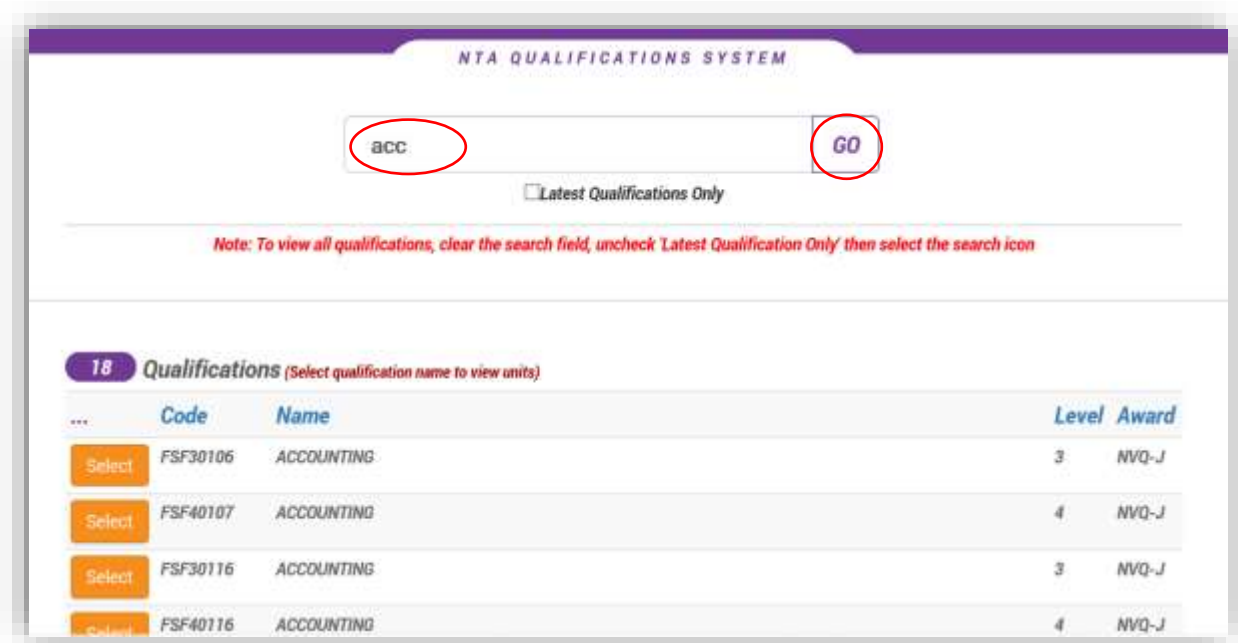 NTA QUALIFICATIONS SYSTEM
acc GO
Latest Qualifications Only
Note: To view all qualifications, clear the search field, uncheck 'Latest Qualification Only' then select the search icon
18 Qualifications (Select qualification name to view units)
... Code Name Level Award
Select FSF30106 ACCOUNTING 3 NVQ-J
Select FSF40107 ACCOUNTING 4 NVQ-J
Select FSF30116 ACCOUNTING 3 NVQ-J
Select FSF40116 ACCOUNTING 4 NVQ-J